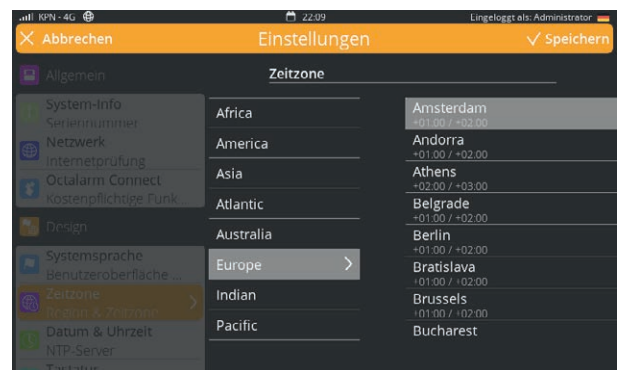 KPN - 4G
22:09
Eingeloggt als: Administrator
Abbrechen
Einstellungen
Speichern
Allgemein
System-Info
Seriennummer
Netzwerk
Internetprüfung
Octalarm Connect
Kostenpflichtige Funk...
Design
Systemsprache
Benutzeroberfläche ...
Zeitzone
Region & Zeitzone
Datum & Uhrzeit
NTP-Server
Tastatur
Zeitzone
Africa
America
Asia
Atlantic
Australia
Europe
Indian
Pacific
Amsterdam
+01:00 / +02:00
Andorra
+01:00 / +02:00
Athens
+02:00 / +03:00
Belgrade
+01:00 / +02:00
Berlin
+01:00 / +02:00
Bratislava
+01:00 / +02:00
Brussels
+01:00 / +02:00
Bucharest